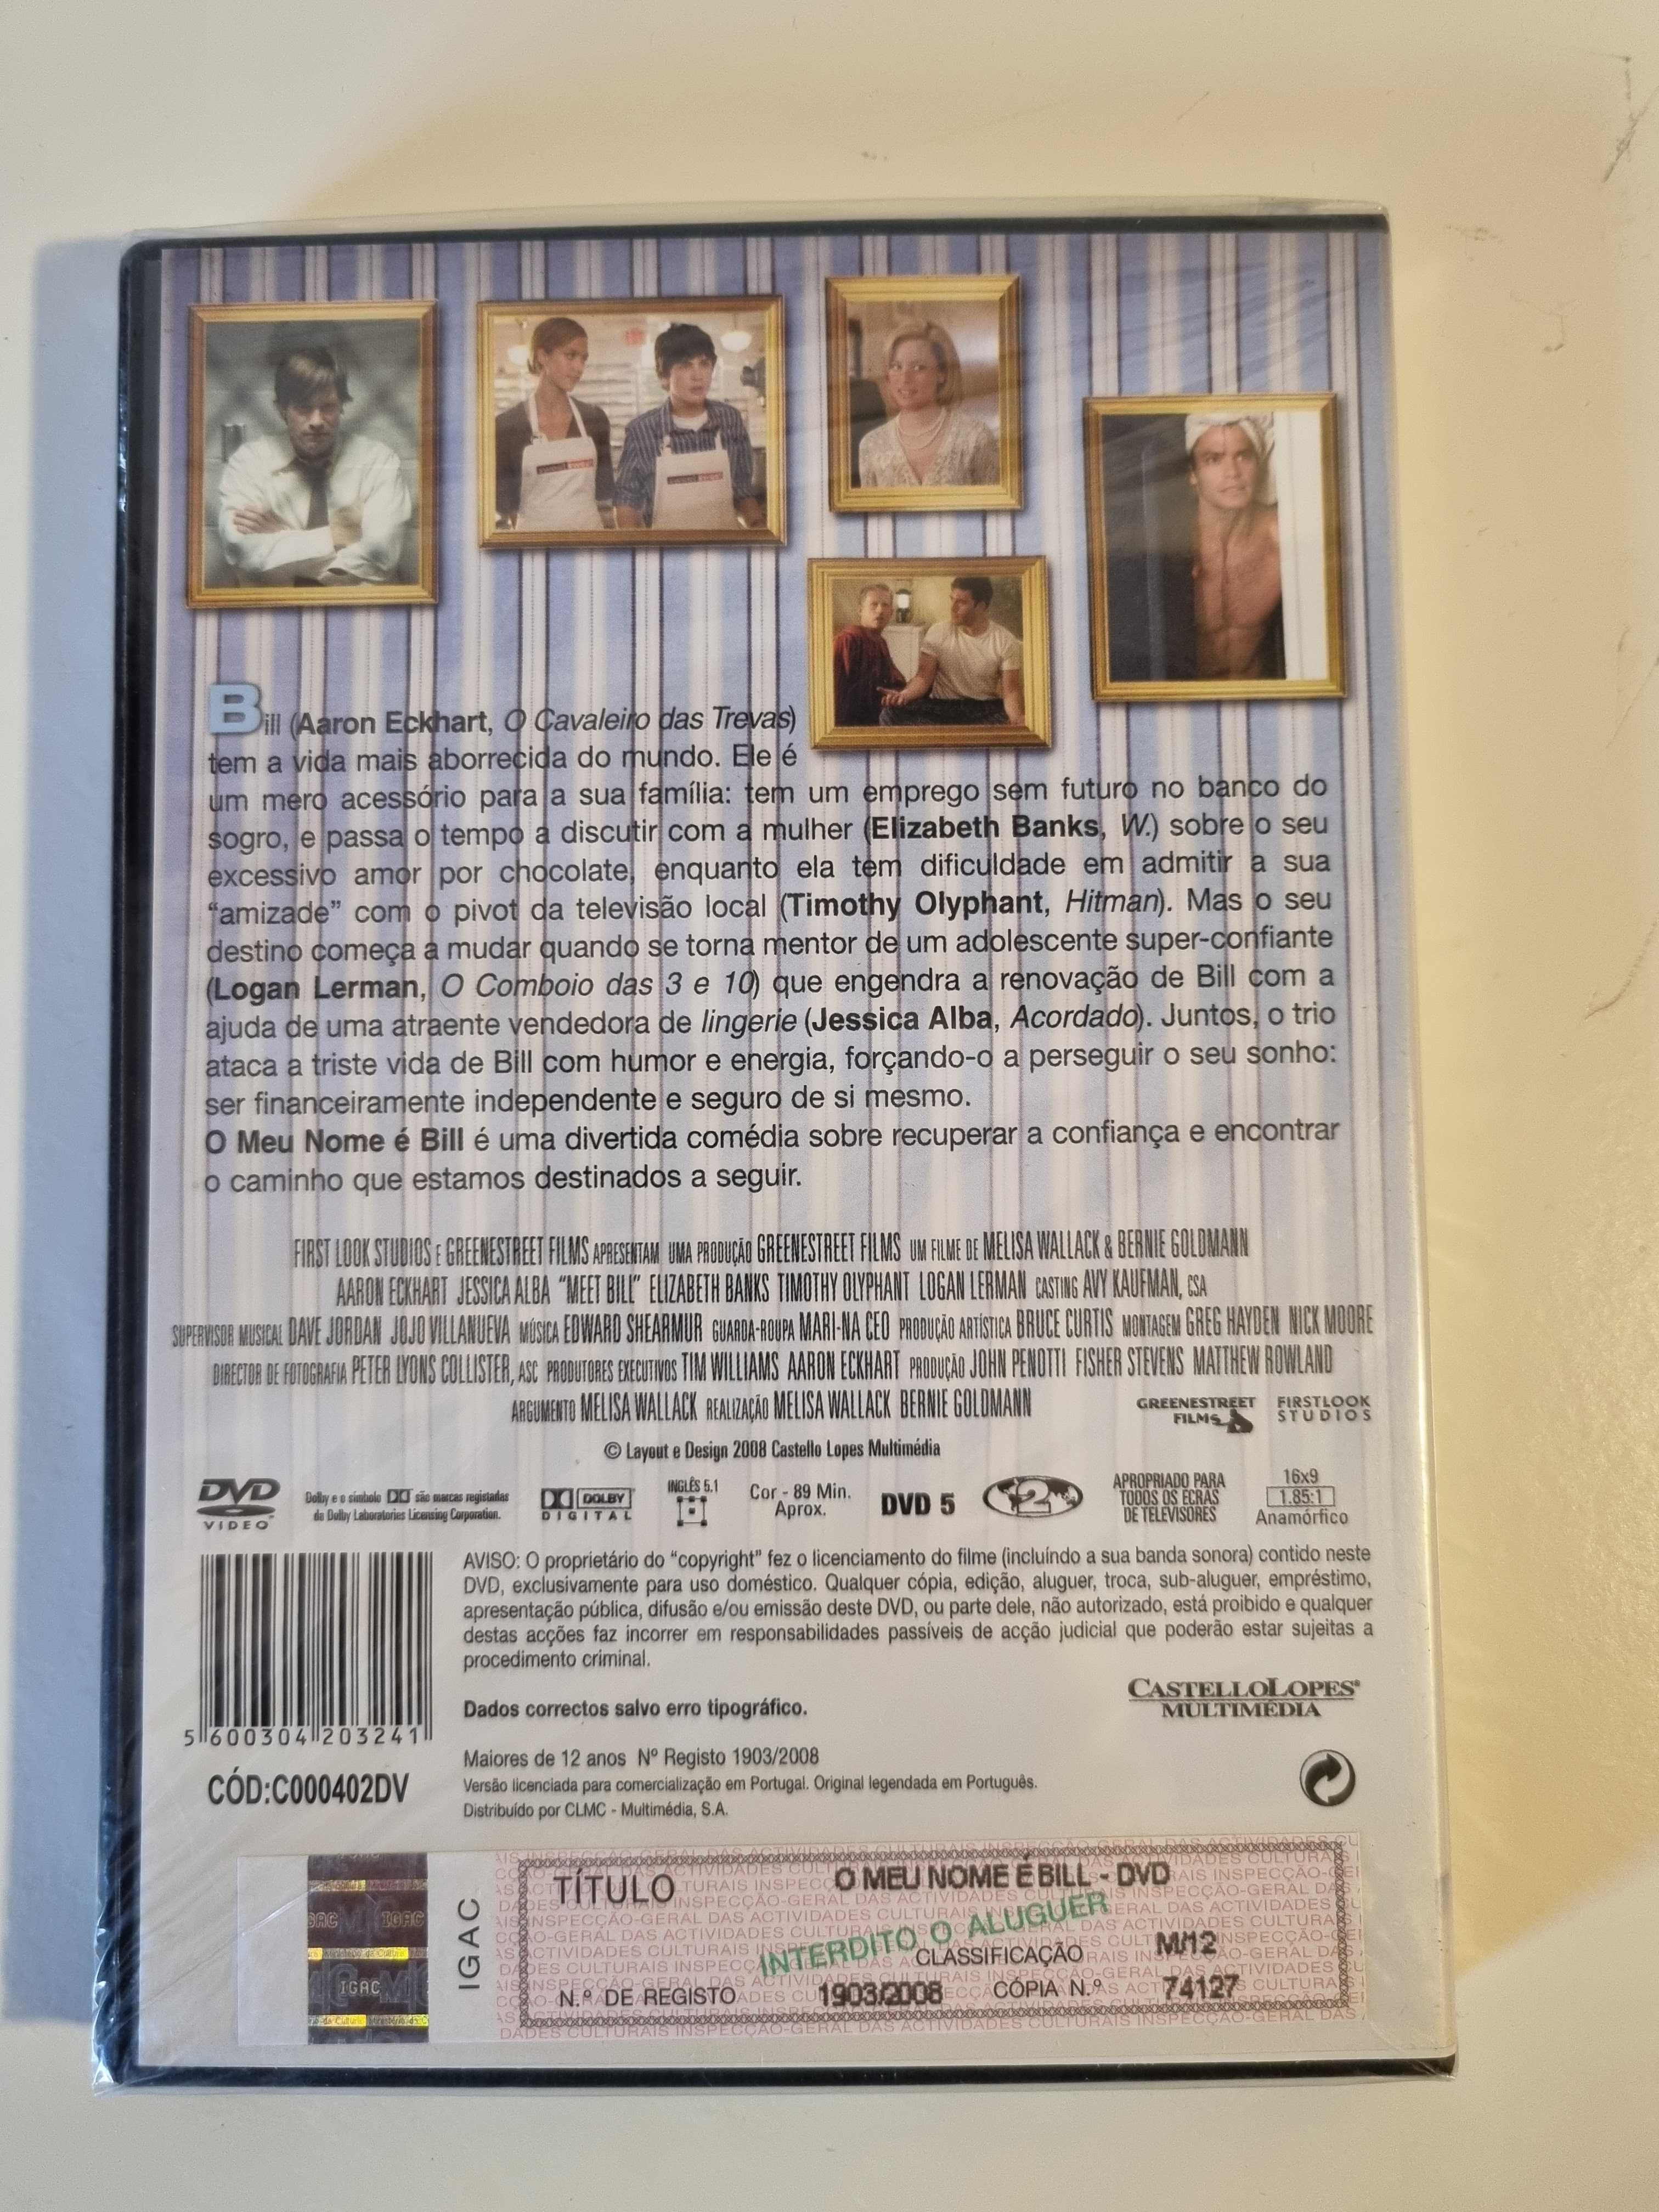 Bill (Aaron Eckhart, O Cavaleiro das Trevas)
tem a vida mais aborrecida do mundo. Ele é
um mero acessório para a sua família: tem um emprego sem futuro no banco do
sogro, e passa o tempo a discutir com a mulher (Elizabeth Banks, W.) sobre o seu
excessivo amor por chocolate, enquanto ela tem dificuldade em admitir a sua
“amizade” com o pivot da televisão local (Timothy Olyphant, Hitman). Mas o seu
destino começa a mudar quando se torna mentor de um adolescente super-confiante
(Logan Lerman, O Comboio das 3 e 10) que engendra a renovação de Bill com a
ajuda de uma atraente vendedora de lingerie (Jessica Alba, Acordado). Juntos, o trio
ataca a triste vida de Bill com humor e energia, forçando-o a perseguir o seu sonho:
ser financeiramente independente e seguro de si mesmo.
O Meu Nome é Bill é uma divertida comédia sobre recuperar a confiança e encontrar
o caminho que estamos destinados a seguir.
FIRST LOOK STUDIOS E GREENESTREET FILMS APRESENTAM UMA PRODUÇÃO GREENESTREET FILMS UM FILME DE MELISA WALLACK & BERNIE GOLDMANN
AARON ECKHART JESSICA ALBA “MEET BILL” ELIZABETH BANKS TIMOTHY OLYPHANT LOGAN LERMAN CASTING AVY KAUFMAN, CSA
SUPERVISOR MUSICAL DAVE JORDAN JOJO VILLANUEVA MÚSICA EDWARD SHEARMUR GUARDA-ROUPA MARI-NA CEO PRODUÇÃO ARTÍSTICA BRUCE CURTIS MONTAGEM GREG HAYDEN NICK MOORE
DIRECTOR DE FOTOGRAFIA PETER LYONS COLLISTER, ASC PRODUTORES EXECUTIVOS TIM WILLIAMS AARON ECKHART PRODUÇÃO JOHN PENOTTI FISHER STEVENS MATTHEW ROWLAND
ARGUMENTO MELISA WALLACK REALIZAÇÃO MELISA WALLACK BERNIE GOLDMANN
GREENESTREET
FILMS
FIRSTLOOK
STUDIOS
© Layout e Design 2008 Castello Lopes Multimédia
DVD
VIDEO
Dolby e o símbolo são marcas registadas
da Dolby Laboratories Licensing Corporation.
DOLBY
DIGITAL
INGLÊS 5.1
Cor - 89 Min.
Aprox.
DVD 5
2
APROPRIADO PARA
TODOS OS ECRAS
DE TELEVISORES
16x9
1.85:1
Anamórfico
AVISO: O proprietário do “copyright” fez o licenciamento do filme (incluíndo a sua banda sonora) contido neste
DVD, exclusivamente para uso doméstico. Qualquer cópia, edição, aluguer, troca, sub-aluguer, empréstimo,
apresentação pública, difusão e/ou emissão deste DVD, ou parte dele, não autorizado, está proibido e qualquer
destas acções faz incorrer em responsabilidades passíveis de acção judicial que poderão estar sujeitas a
procedimento criminal.
Dados correctos salvo erro tipográfico.
CASTELLO LOPES
MULTIMÉDIA
5 600304 203241
CÓD:C000402DV
Maiores de 12 anos Nº Registo 1903/2008
Versão licenciada para comercialização em Portugal. Original legendada em Português.
Distribuído por CLMC - Multimédia, S.A.
IGAC
IGAC
IGAC
TÍTULO
O MEU NOME É BILL - DVD
INTERDITO O ALUGUER
CLASSIFICAÇÃO
M/12
N.º DE REGISTO
1903/2008
CÓPIA N.º
74127